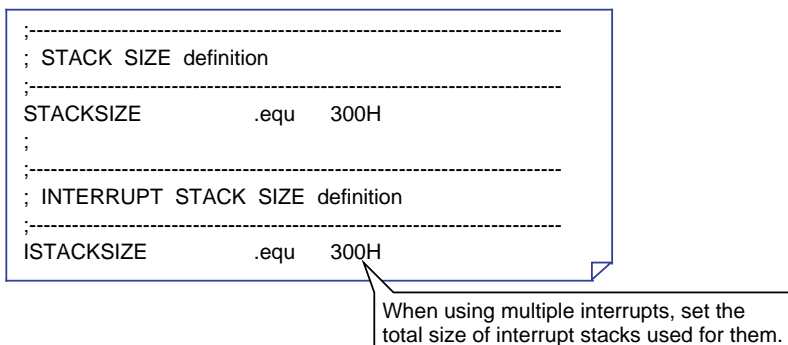 ;--------------------------------------------------------------------------
; STACK SIZE definition
;--------------------------------------------------------------------------
STACKSIZE .equ 300H
;
;--------------------------------------------------------------------------
; INTERRUPT STACK SIZE definition
;--------------------------------------------------------------------------
ISTACKSIZE .equ 300H
When using multiple interrupts, set the
total size of interrupt stacks used for them.